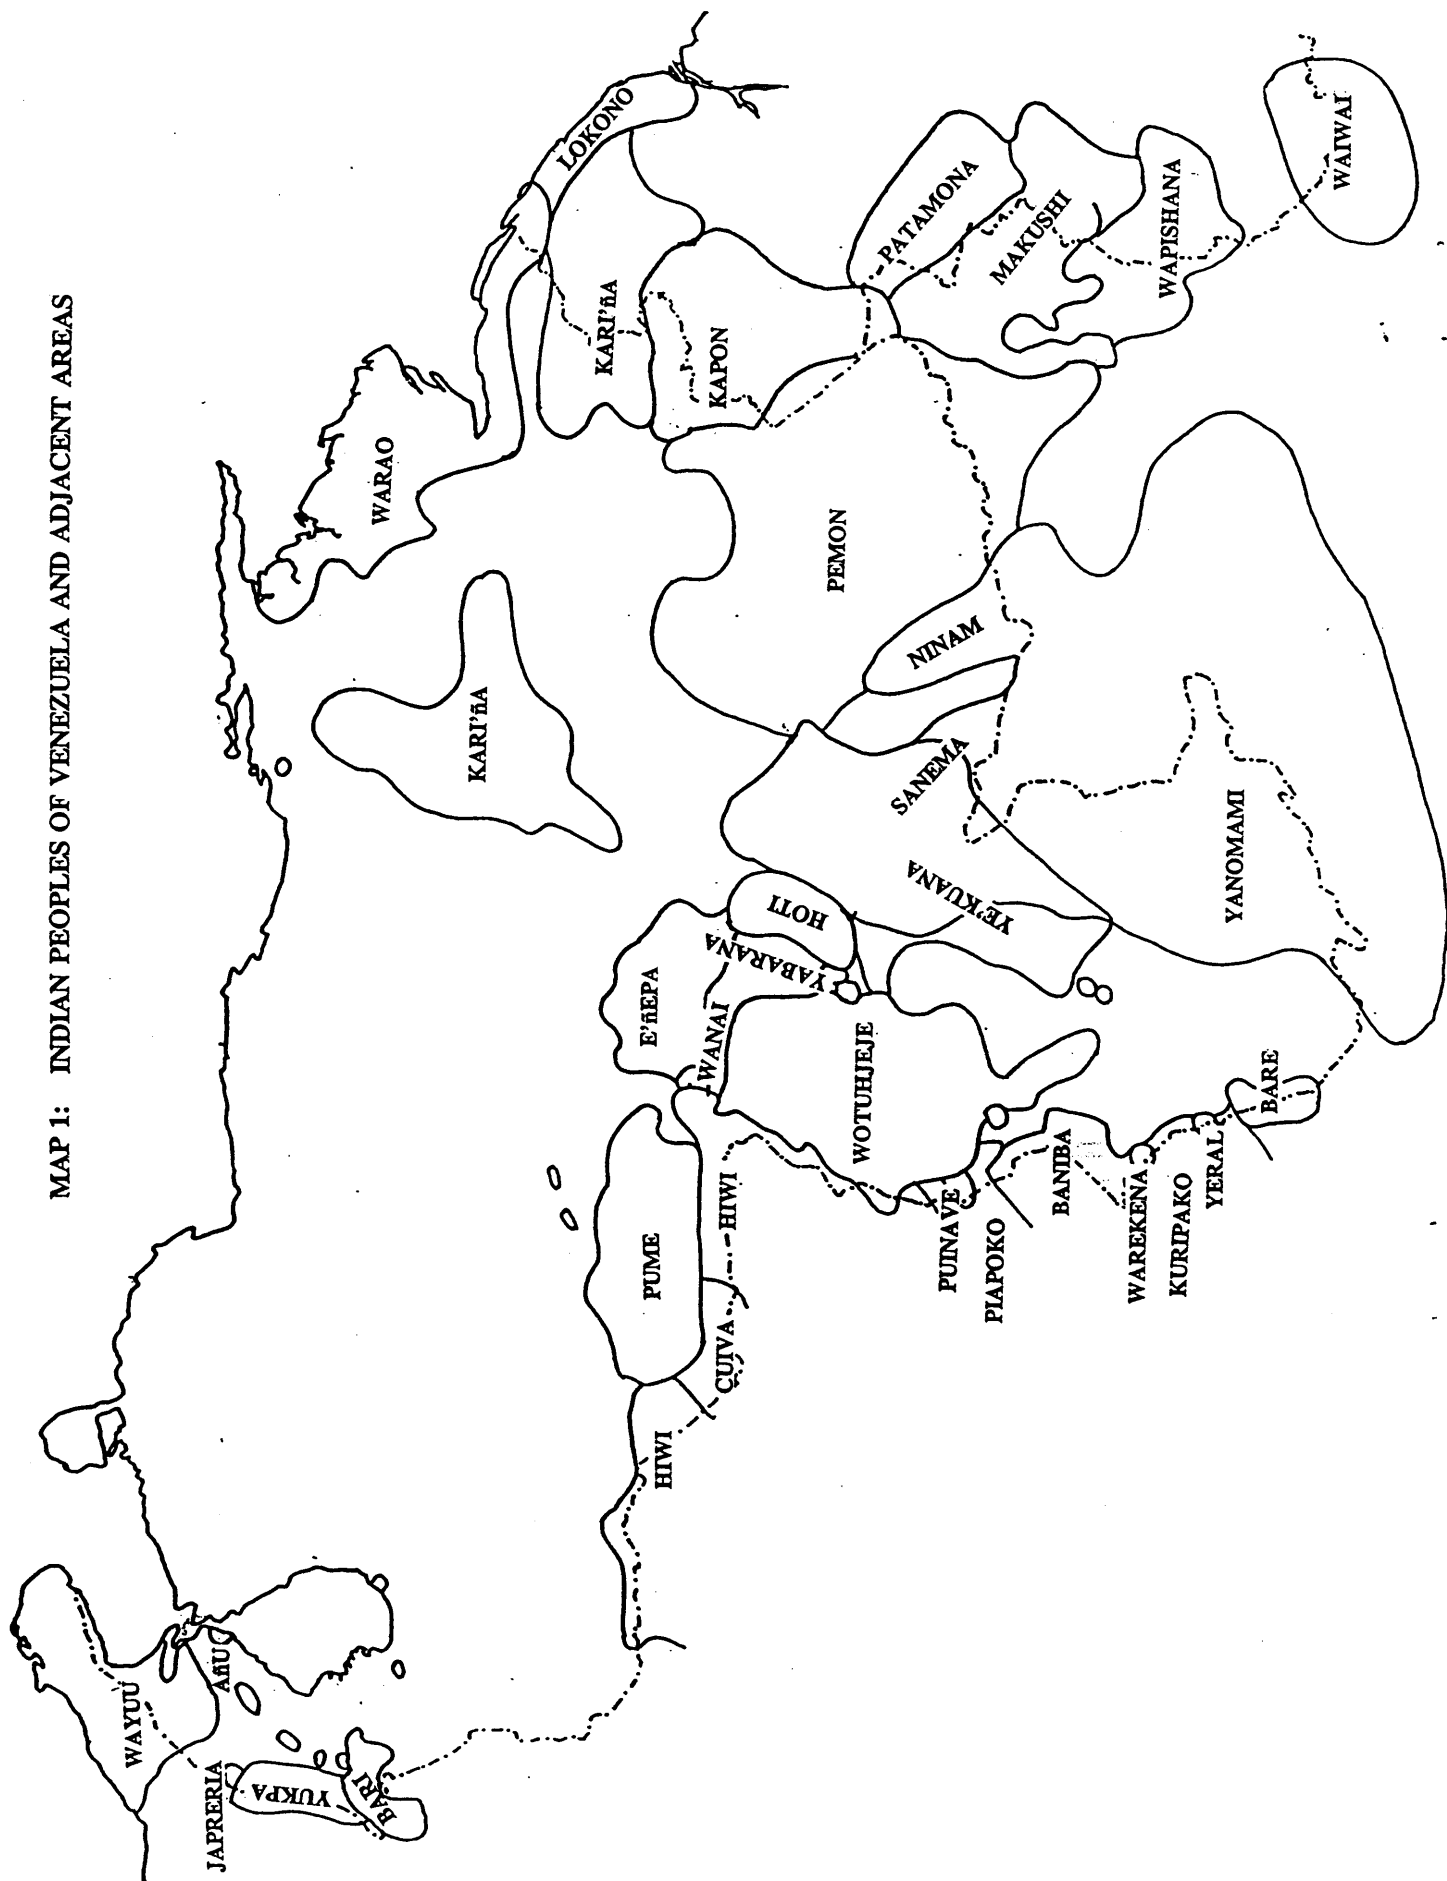 MAP 1: INDIAN PEOPLES OF VENEZUELA AND ADJACENT AREAS
WAYUU
AñU
JAPRERIA
YUKPA
BARI
WARAO
LOKONO
KARI'ñA
KARI'ñA
KAPON
E'ñEPA
PUME
HIWI
HIWI
CUIVA
WANAI
YABARANA
HOTI
PEMON
PATAMONA
MAKUSHI
WAPISHANA
WAIWAI
NINAM
SANEMA
YE'KUANA
WOTUHJEJE
PUINAVE
PIAPOKO
BANIBA
WAREKENA
KURIPAKO
YERAL
BARE
YANOMAMI